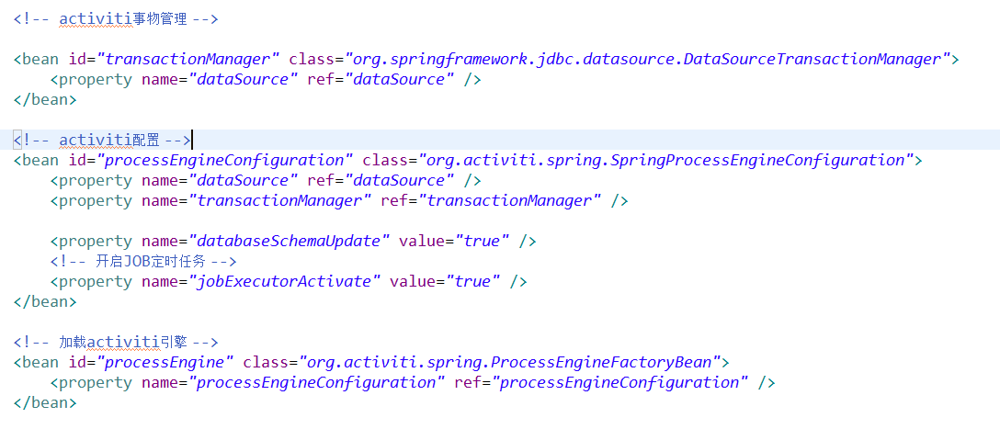 <!-- activiti事物管理 -->
<bean id="transactionManager" class="org.springframework.jdbc.datasource.DataSourceTransactionManager">
    <property name="dataSource" ref="dataSource" />
</bean>
<!-- activiti配置 -->
<bean id="processEngineConfiguration" class="org.activiti.spring.SpringProcessEngineConfiguration">
    <property name="dataSource" ref="dataSource" />
    <property name="transactionManager" ref="transactionManager" />
    <property name="databaseSchemaUpdate" value="true" />
    <!-- 开启JOB定时任务 -->
    <property name="jobExecutorActivate" value="true" />
</bean>
<!-- 加载activiti引擎 -->
<bean id="processEngine" class="org.activiti.spring.ProcessEngineFactoryBean">
    <property name="processEngineConfiguration" ref="processEngineConfiguration" />
</bean>